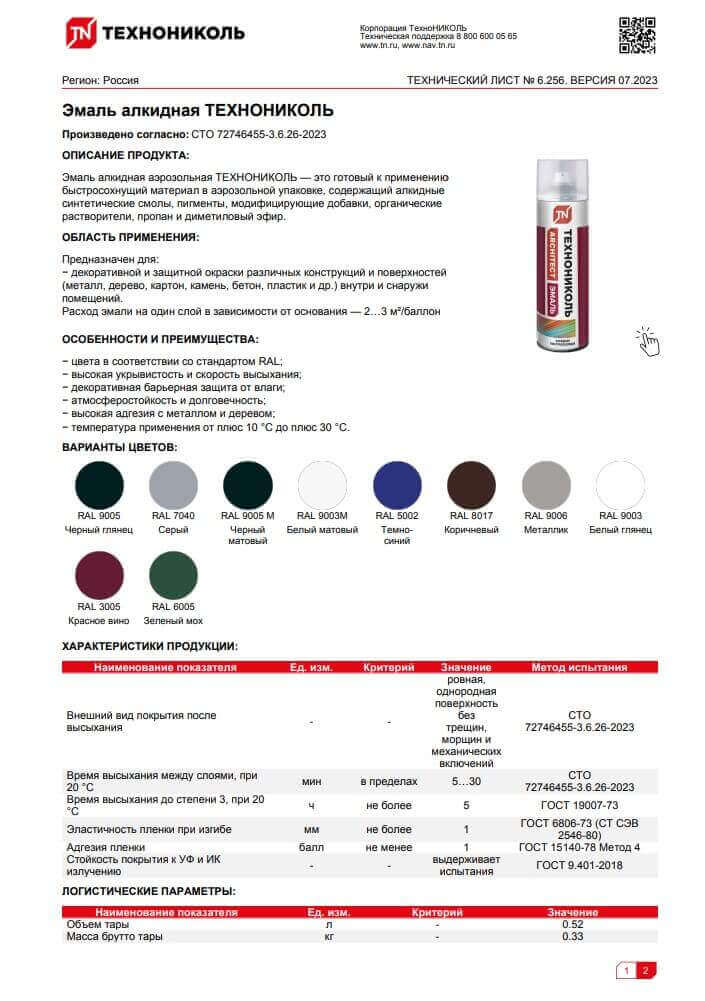 ТЕХНОНИКОЛЬ
Корпорация ТехноНИКОЛЬ
Техническая поддержка 8 800 600 05 65
www.tn.ru, www.nav.tn.ru
Регион: Россия
ТЕХНИЧЕСКИЙ ЛИСТ № 6.256. ВЕРСИЯ 07.2023
Эмаль алкидная ТЕХНОНИКОЛЬ
Произведено согласно: СТО 72746455-3.6.26-2023
ОПИСАНИЕ ПРОДУКТА:
Эмаль алкидная аэрозольная ТЕХНОНИКОЛЬ — это готовый к применению
быстросохнущий материал в аэрозольной упаковке, содержащий алкидные
синтетические смолы, пигменты, модифицирующие добавки, органические
растворители, пропан и диметиловый эфир.
ОБЛАСТЬ ПРИМЕНЕНИЯ:
Предназначен для:
− декоративной и защитной окраски различных конструкций и поверхностей
(металл, дерево, картон, камень, бетон, пластик и др.) внутри и снаружи
помещений.
Расход эмали на один слой в зависимости от основания — 2…3 м²/баллон
ТЕХНОНИКОЛЬ
ARCHITECT ЭМАЛЬ
ОСОБЕННОСТИ И ПРЕИМУЩЕСТВА:
− цвета в соответствии со стандартом RAL;
− высокая укрывистость и скорость высыхания;
− декоративная барьерная защита от влаги;
− атмосферостойкость и долговечность;
− высокая адгезия с металлом и деревом;
− температура применения от плюс 10 °С до плюс 30 °С.
ВАРИАНТЫ ЦВЕТОВ:
RAL 9005 RAL 7040 RAL 9005 М RAL 9003М RAL 5002 RAL 8017 RAL 9006 RAL 9003
Черный глянец Серый Черный Белый матовый Темно- Коричневый Металлик Белый глянец
матовый синий
RAL 3005 RAL 6005
Красное вино Зеленый мох
ХАРАКТЕРИСТИКИ ПРОДУКЦИИ:
Наименование показателя Ед. изм. Критерий Значение Метод испытания
Внешний вид покрытия после
высыхания
-
-
ровная,
однородная
поверхность
без
трещин,
морщин и
механических
включений
СТО
72746455-3.6.26-2023
Время высыхания между слоями, при
20 °С
мин
в пределах
5…30
СТО
72746455-3.6.26-2023
Время высыхания до степени 3, при 20
°С
ч
не более
5
ГОСТ 19007-73
Эластичность пленки при изгибе
мм
не более
1
ГОСТ 6806-73 (СТ СЭВ
2546-80)
Адгезия пленки балл не менее 1 ГОСТ 15140-78 Метод 4
Стойкость покрытия к УФ и ИК
излучению
-
-
выдерживает
испытания
ГОСТ 9.401-2018
ЛОГИСТИЧЕСКИЕ ПАРАМЕТРЫ:
Наименование показателя Ед. изм. Критерий Значение
Объем тары л - 0.52
Масса брутто тары кг - 0.33
1 2